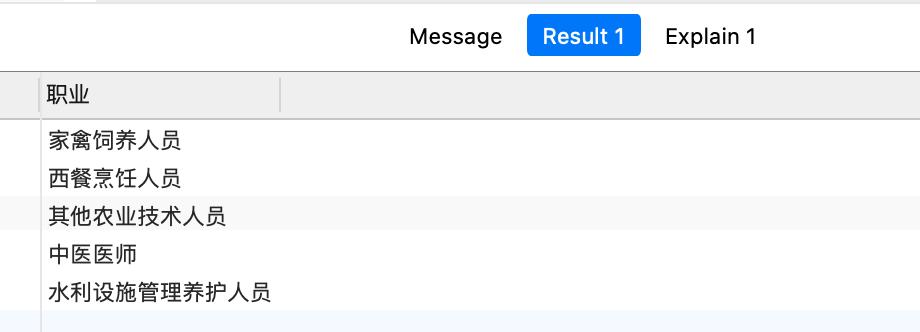 Message Result 1 Explain 1
职业
家禽饲养人员
西餐烹饪人员
其他农业技术人员
中医医师
水利设施管理养护人员